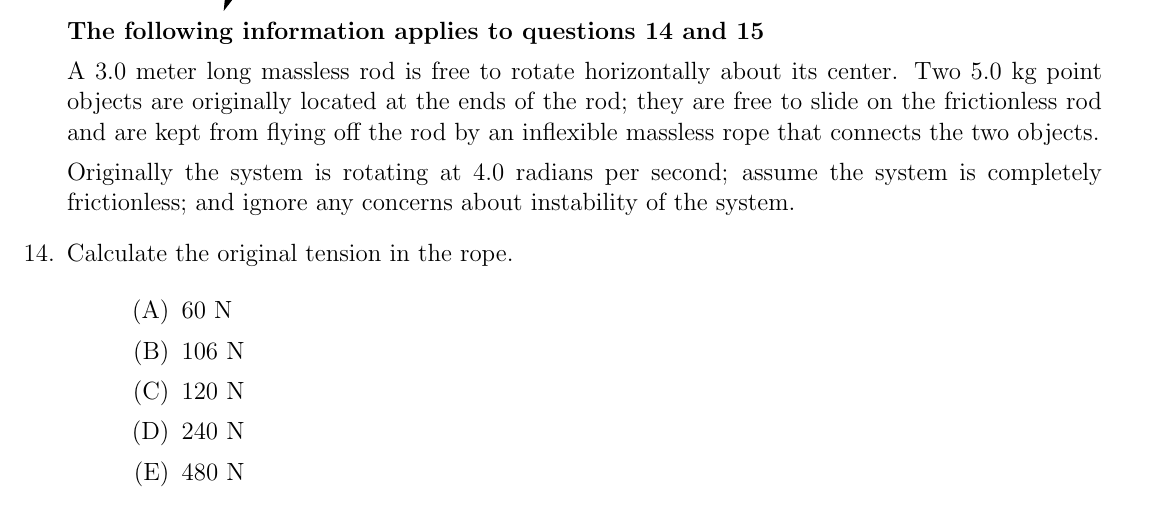 The following information applies to questions 14 and 15
A 3.0 meter long massless rod is free to rotate horizontally about its center. Two 5.0 kg point
objects are originally located at the ends of the rod; they are free to slide on the frictionless rod
and are kept from flying off the rod by an inflexible massless rope that connects the two objects.
Originally the system is rotating at 4.0 radians per second; assume the system is completely
frictionless; and ignore any concerns about instability of the system.
14. Calculate the original tension in the rope.
(A) 60 N
(B) 106 N
(C) 120 N
(D) 240 N
(E) 480 N